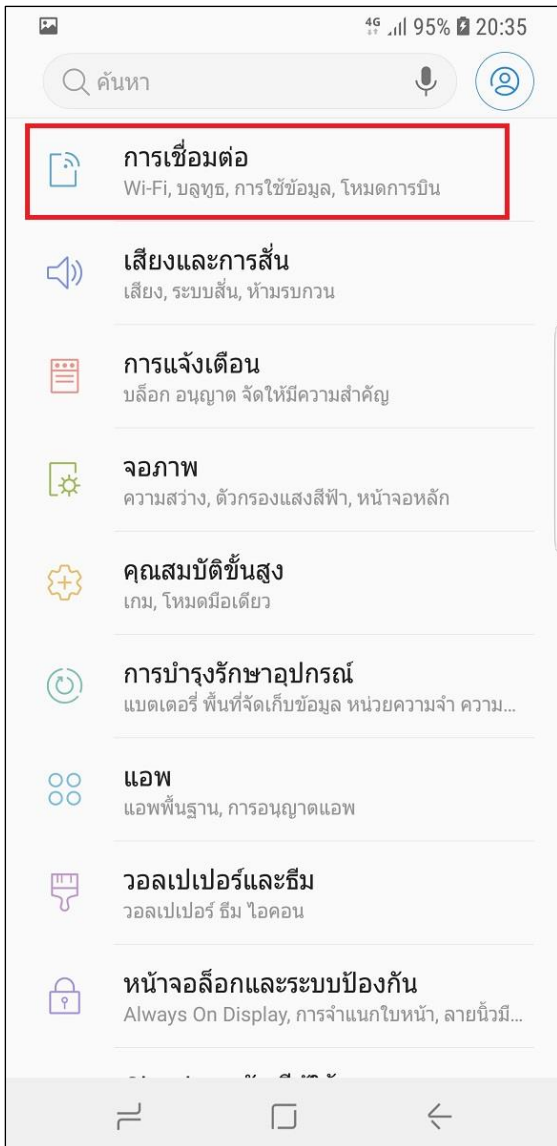 4G 95% 20:35
ค้นหา
การเชื่อมต่อ
Wi-Fi, บลูทูธ, การใช้ข้อมูล, โหมดการบิน
เสียงและการสั่น
เสียง, ระบบสั่น, ห้ามรบกวน
การแจ้งเตือน
บล็อก อนุญาต จัดให้มีความสำคัญ
จอภาพ
ความสว่าง, ตัวกรองแสงสีฟ้า, หน้าจอหลัก
คุณสมบัติขั้นสูง
เกม, โหมดมือเดียว
การบำรุงรักษาอุปกรณ์
แบตเตอรี่ พื้นที่จัดเก็บข้อมูล หน่วยความจำ ความ...
แอพ
แอพพื้นฐาน, การอนุญาตแอพ
วอลเปเปอร์และธีม
วอลเปเปอร์ ธีม ไอคอน
หน้าจอล็อกและระบบป้องกัน
Always On Display, การจำแนกใบหน้า, ลายนิ้วมื...